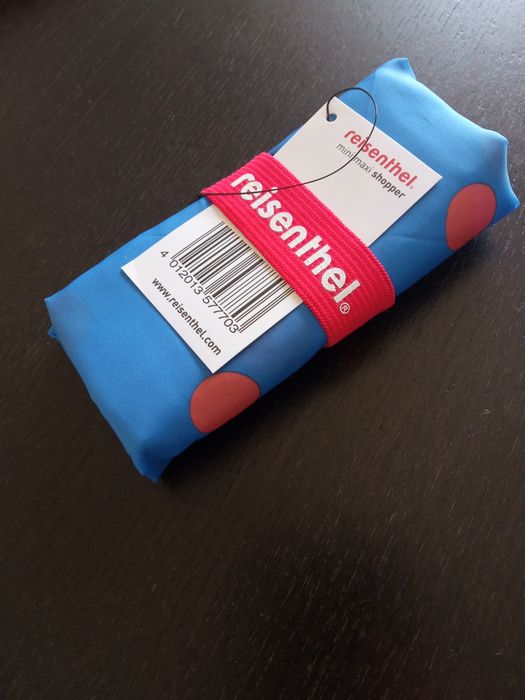 reisenthel®
mini maxi shopper
reisenthel®
4 012013 577703
www.reisenthel.com